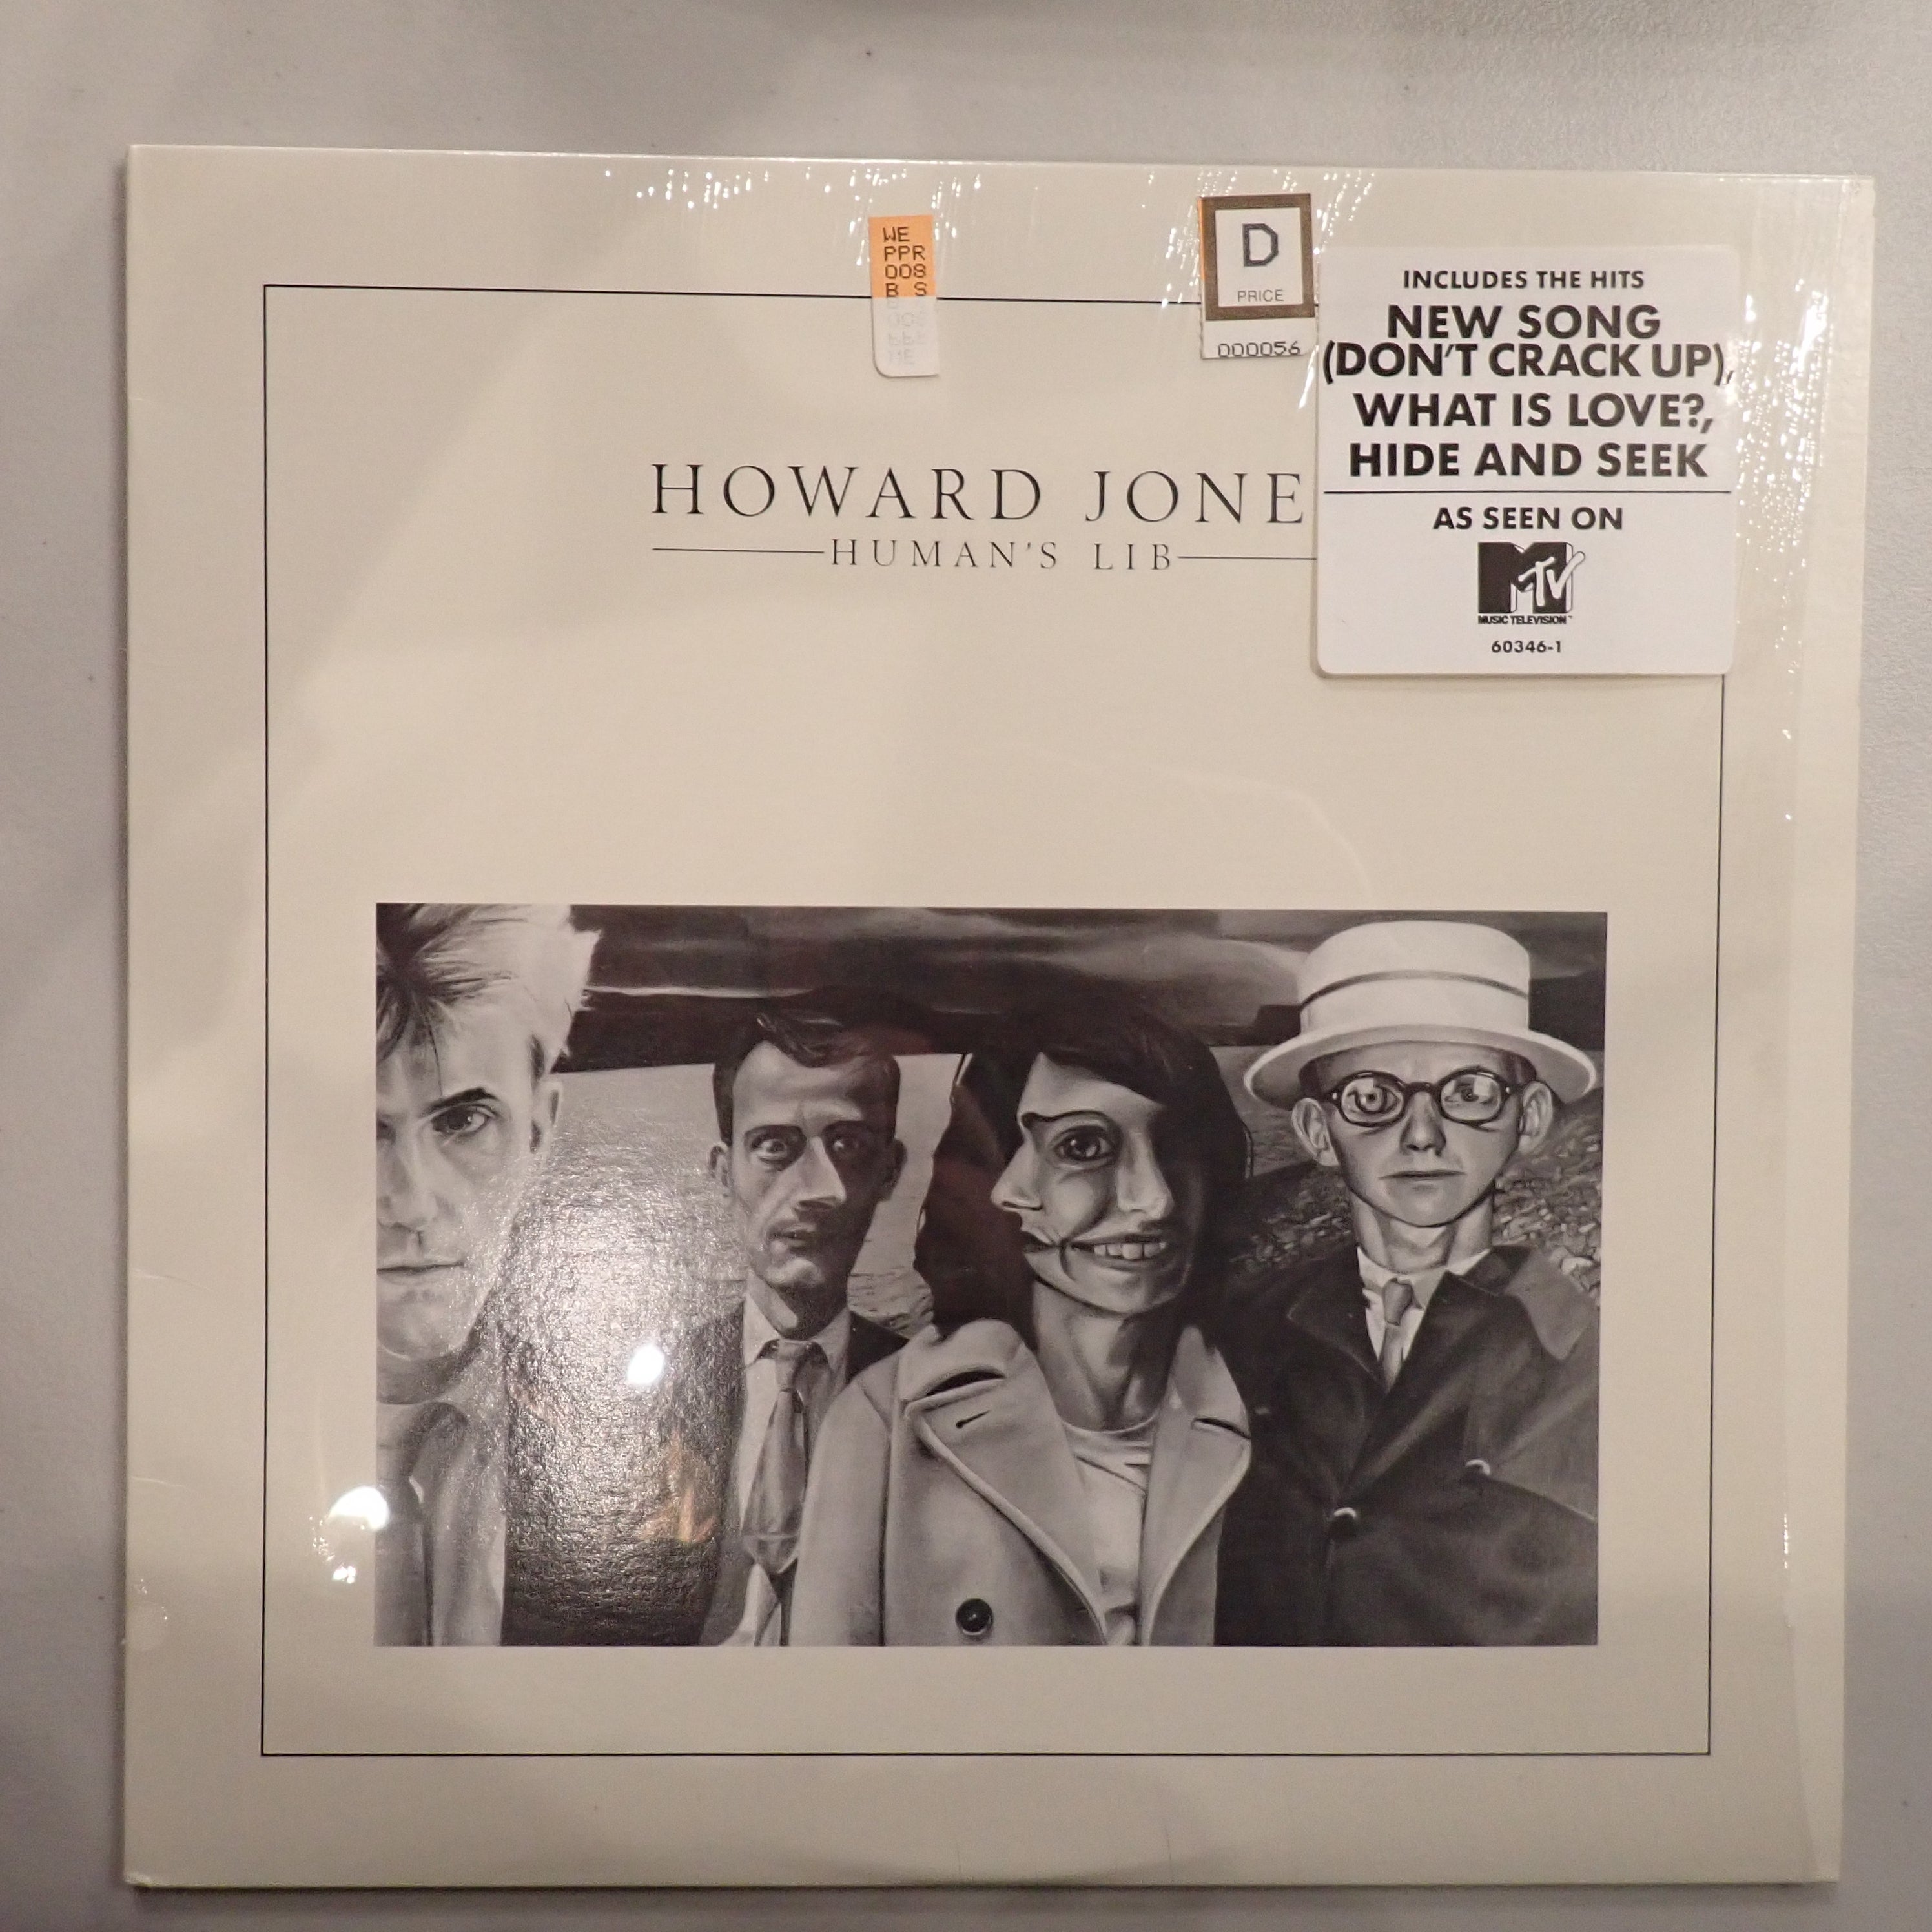 WE
PPR
008
B S
D
PRICE
000056
INCLUDES THE HITS
NEW SONG
(DON'T CRACK UP),
WHAT IS LOVE?,
HIDE AND SEEK
AS SEEN ON
MTV
MUSIC TELEVISION™
60346-1
HOWARD JONE
HUMAN'S LIB